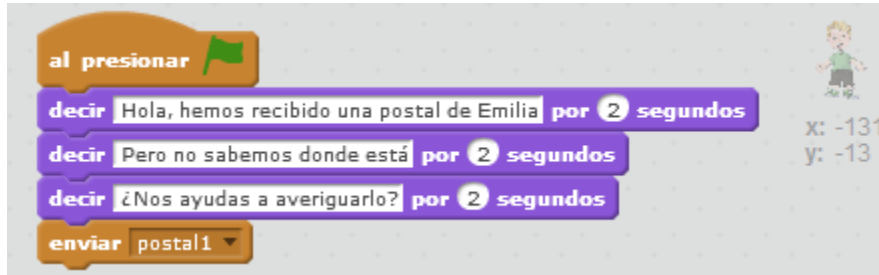 al presionar
decir Hola, hemos recibido una postal de Emilia por 2 segundos
decir Pero no sabemos donde está por 2 segundos
decir ¿Nos ayudas a averiguarlo? por 2 segundos
enviar postal1
x: -131
y: -13